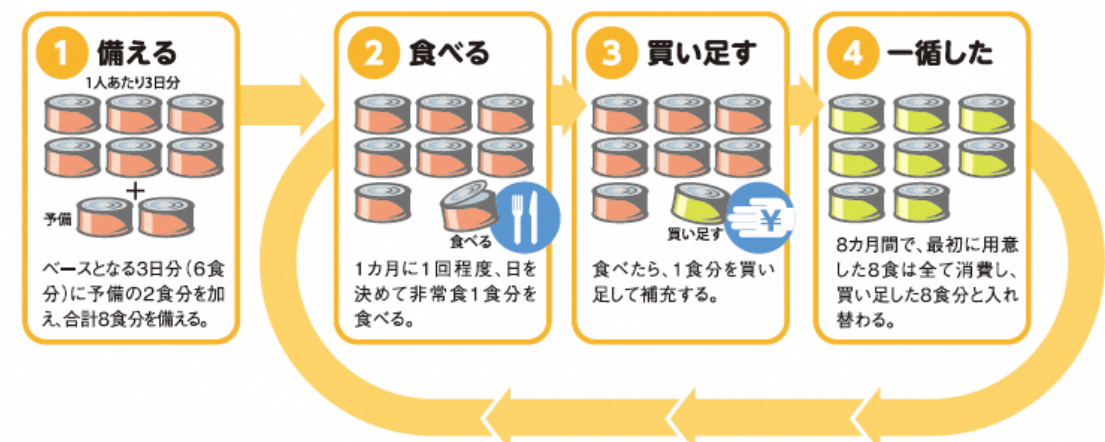 1 備える
1人あたり3日分
+
予備
ベースとなる3日分(6食
分)に予備の2食分を加
え、合計8食分を備える。
2 食べる
食べる
1カ月に1回程度、日を
決めて非常食1食分を
食べる。
3 買い足す
買い足す
¥
食べたら、1食分を買い
足して補充する。
4 一循した
8カ月間で、最初に用意
した8食は全て消費し、
買い足した8食分と入れ
替わる。